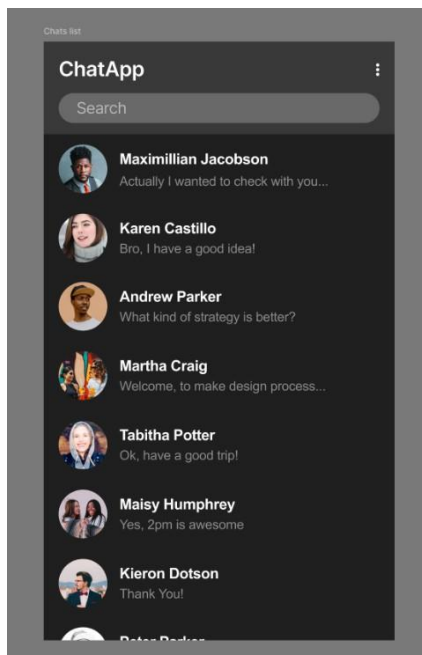 Chats list
ChatApp
Search
Maximillian Jacobson
Actually I wanted to check with you...
Karen Castillo
Bro, I have a good idea!
Andrew Parker
What kind of strategy is better?
Martha Craig
Welcome, to make design process...
Tabitha Potter
Ok, have a good trip!
Maisy Humphrey
Yes, 2pm is awesome
Kieron Dotson
Thank You!
Peter Parker